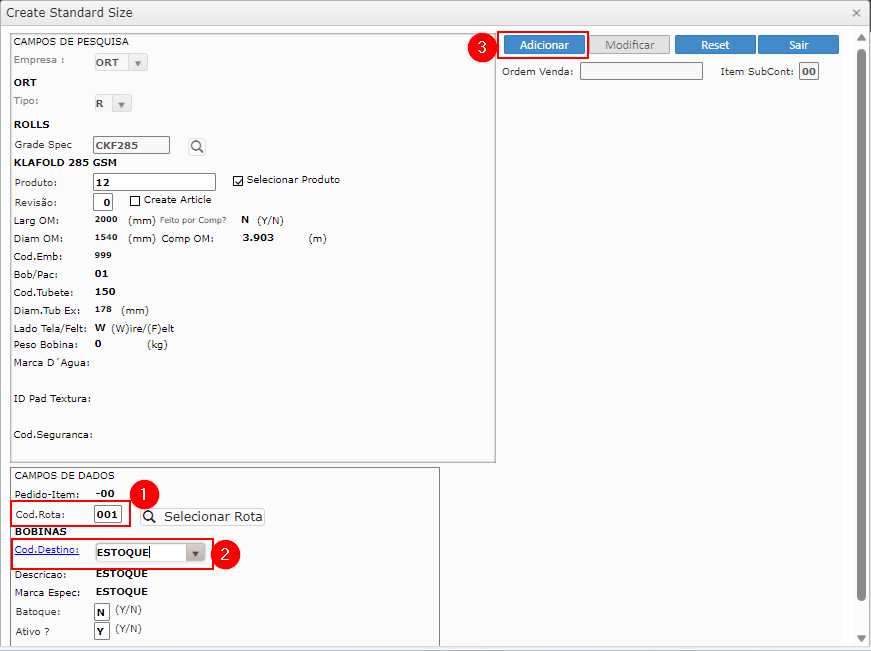 Create Standard Size
CAMPOS DE PESQUISA
3
Adicionar Modificar Reset Sair
Empresa : ORT
Ordem Venda: Item SubCont: 00
ORT
Tipo: R
ROLLS
Grade Spec CKF285
KLAFOLD 285 GSM
Produto: 12 Selecionar Produto
Revisão: 0 Create Article
Larg OM: 2000 (mm) Feito por Comp? N (Y/N)
Diam OM: 1540 (mm) Comp OM: 3.903 (m)
Cod.Emb: 999
Bob/Pac: 01
Cod.Tubete: 150
Diam.Tub Ex: 178 (mm)
Lado Tela/Felt: W (W)ire/(F)elt
Peso Bobina: 0 (kg)
Marca D´Agua:
ID Pad Textura:
Cod.Seguranca:
CAMPOS DE DADOS
Pedido-Item: -00
1
Cod.Rota: 001 Selecionar Rota
BOBINAS
Cod.Destino: ESTOQUE
2
Descricao: ESTOQUE
Marca Espec: ESTOQUE
Batoque: N (Y/N)
Ativo ? Y (Y/N)